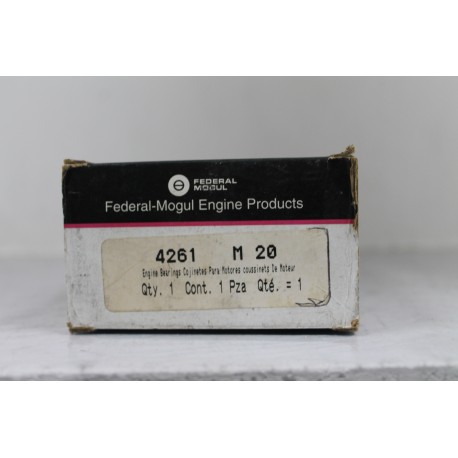 FEDERAL
MOGUL
Federal-Mogul Engine Products
4261 M 20
Engine Bearings Cojinetes Para Motores coussinets De Moteur
Qty. 1 Cont. 1 Pza Qté. = 1